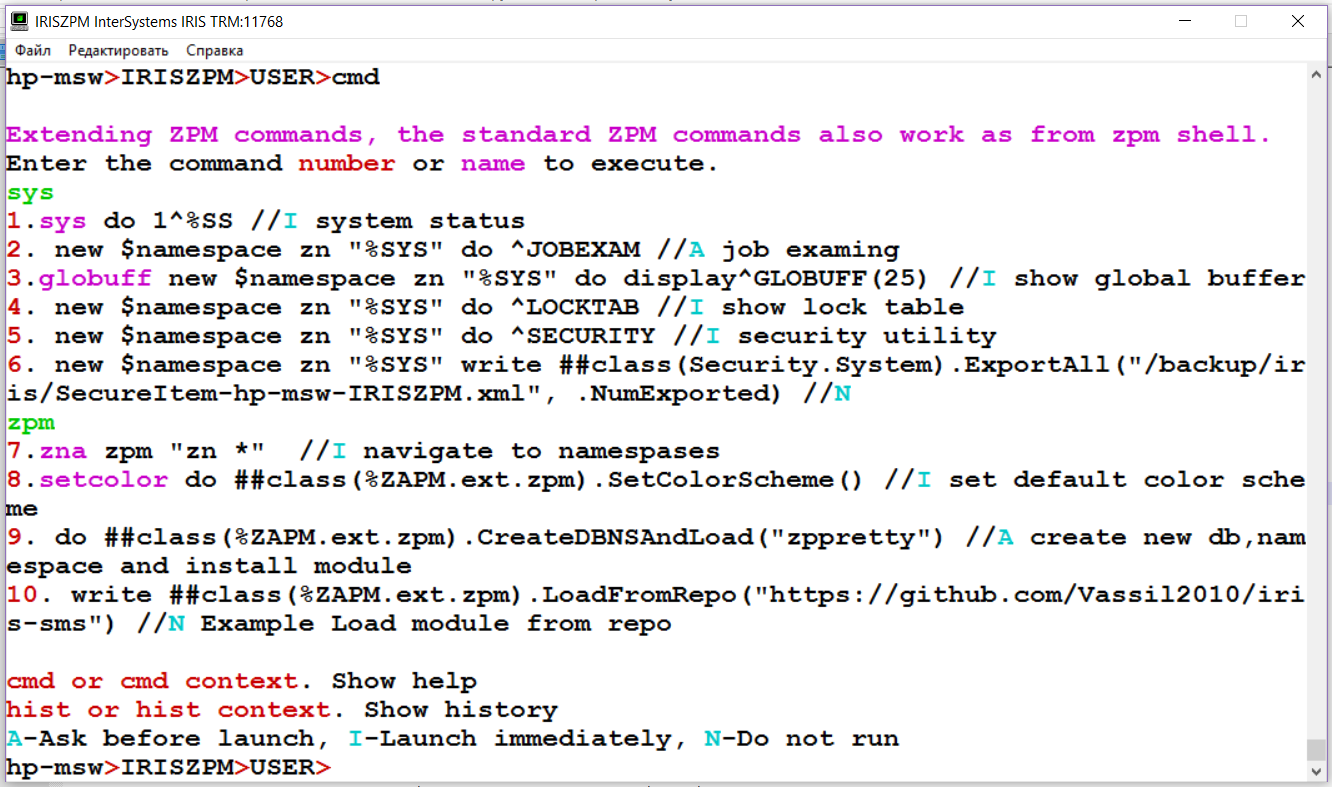 IRISZPM InterSystems IRIS TRM:11768
Файл Редактировать Справка
hp-msw>IRISZPM>USER>cmd
Extending ZPM commands, the standard ZPM commands also work as from zpm shell.
Enter the command number or name to execute.
sys
1.sys do 1^%SS //I system status
2. new $namespace zn "%SYS" do ^JOBEXAM //A job examing
3.globuff new $namespace zn "%SYS" do display^GLOBUFF(25) //I show global buffer
4. new $namespace zn "%SYS" do ^LOCKTAB //I show lock table
5. new $namespace zn "%SYS" do ^SECURITY //I security utility
6. new $namespace zn "%SYS" write ##class(Security.System).ExportAll("/backup/ir
is/SecureItem-hp-msw-IRISZPM.xml", .NumExported) //N
zpm
7.zna zpm "zn *"  //I navigate to namespases
8.setcolor do ##class(%ZAPM.ext.zpm).SetColorScheme() //I set default color sche
me
9. do ##class(%ZAPM.ext.zpm).CreateDBNSAndLoad("zppretty") //A create new db,nam
espace and install module
10. write ##class(%ZAPM.ext.zpm).LoadFromRepo("https://github.com/Vassil2010/iri
s-sms") //N Example Load module from repo
cmd or cmd context. Show help
hist or hist context. Show history
A-Ask before launch, I-Launch immediately, N-Do not run
hp-msw>IRISZPM>USER>